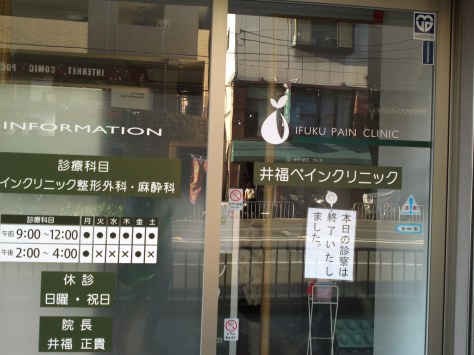 INTERNET COMIC
INFORMATION
診療科目
インクリニック整形外科・麻酔科
診療科目 月 火 水 木 金 土
午前 9:00~12:00 ● ● ● ● ● ●
午後 2:00~4:00 ● × × × ● ×
休診
日曜・祝日
院長
井福 正貴
IFUKU PAIN CLINIC
井福ペインクリニック
本日の診察は
終了いたし
ました。